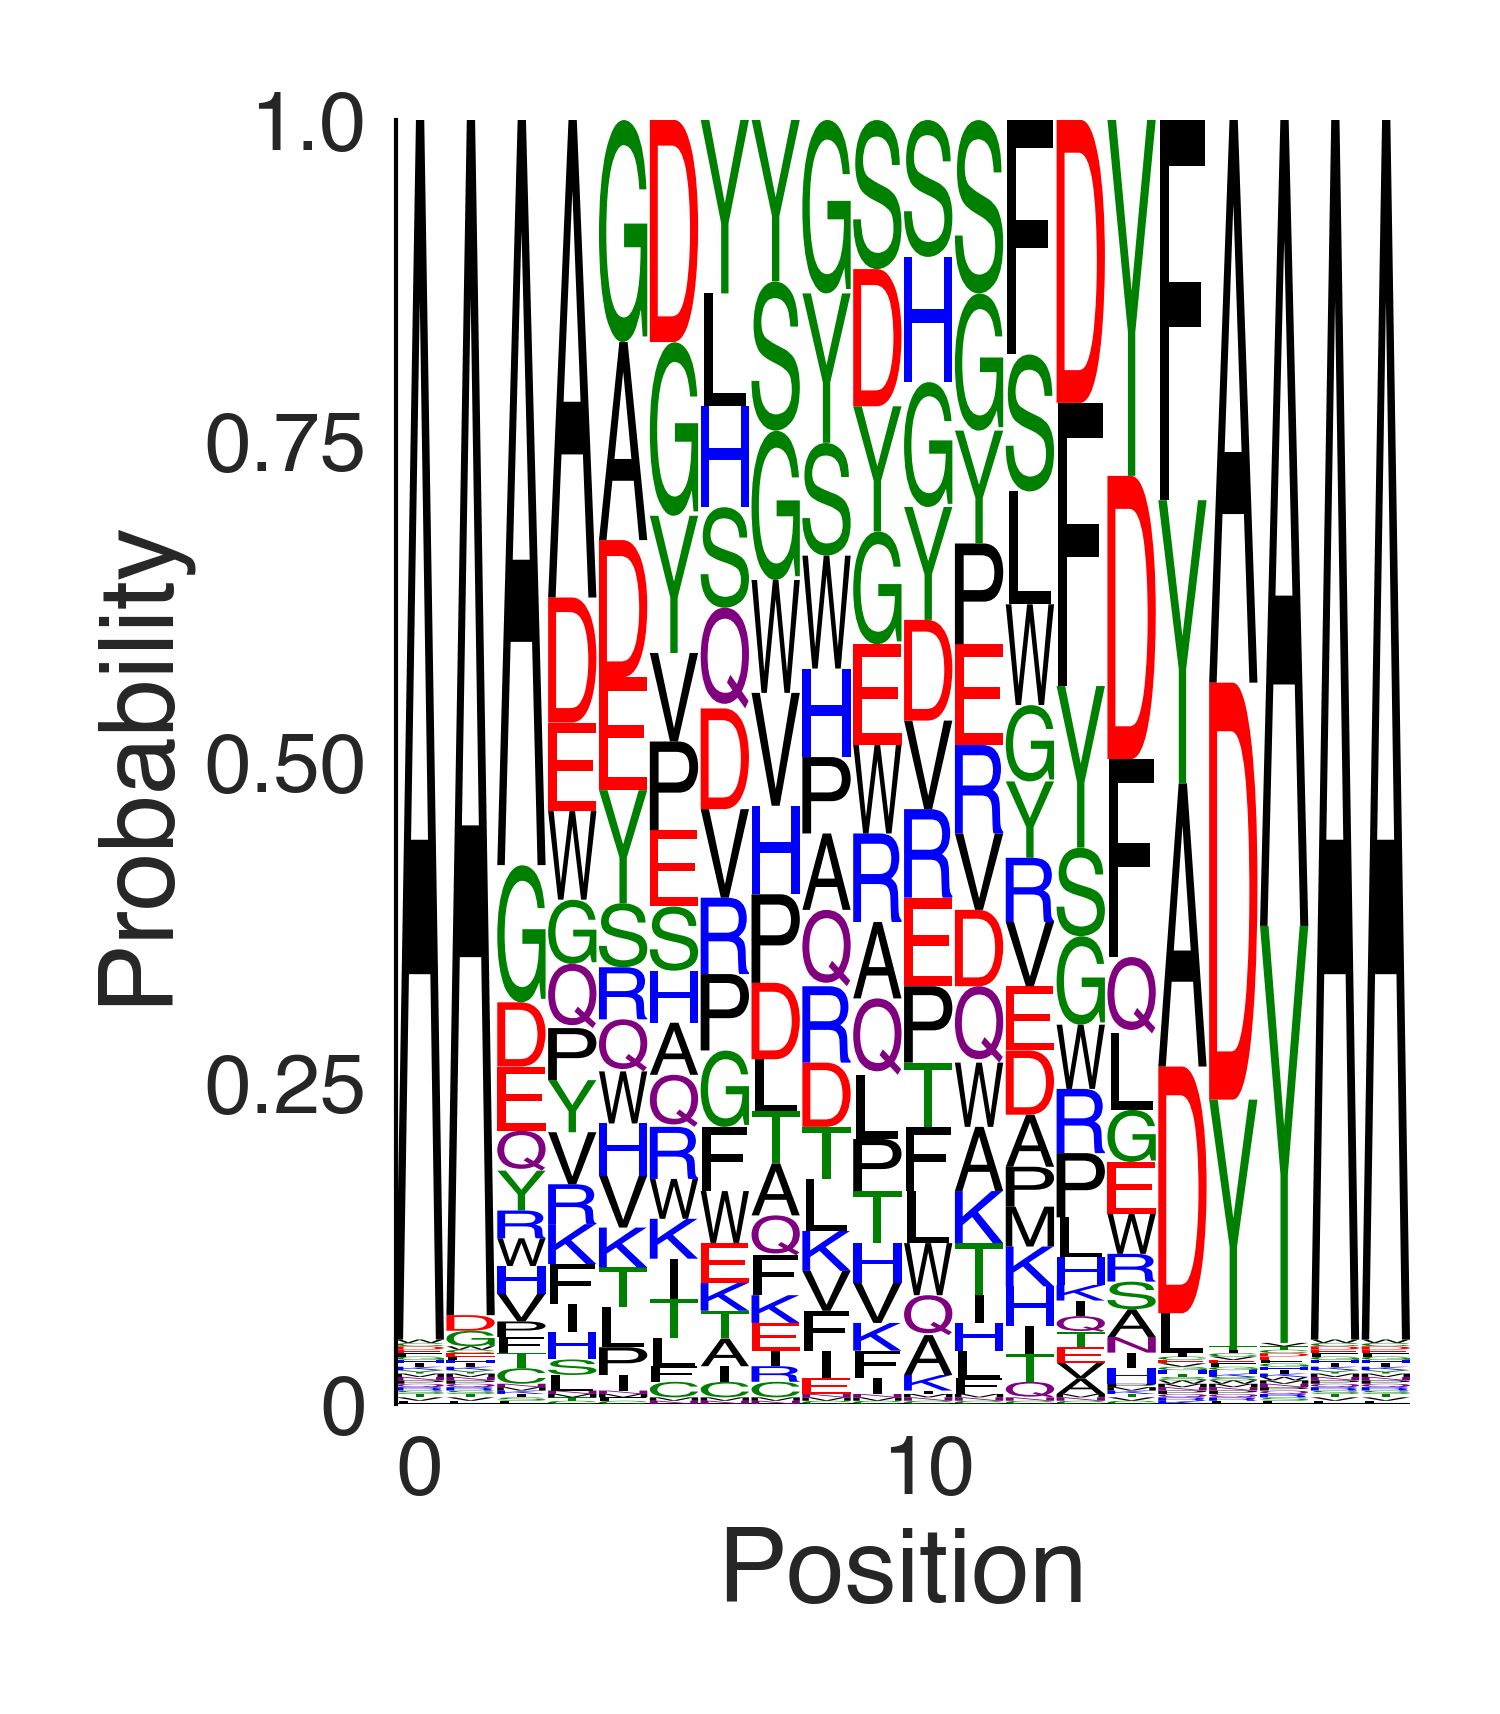 1.0
0.75
0.50
0.25
0
Probability
0
10
Position
A
A
A G D E Q Y R W H V P F
A D E W G Q P Y V R K F I H S L
G A D E Y S R Q W H V K T L P I
D G Y V P E S H A Q R W K I T L F C
Y L H S Q D V R P G F W E K T A I C
Y S G W V H P D L T A Q F K E I R C
G Y S W H P A Q R D T L K V F I E
S D Y G E W R A Q L P T H V K F I
S H G Y D V R E P T F L W Q A K
S G Y P E R V D Q W A K T I H L F
F S L W G Y R V E D A P M K H I T Q
D F Y S G W R P L H K I Q T E
Y D F Q L G E W R S A N I H
F Y A D L
A D Y
A Y
A
A